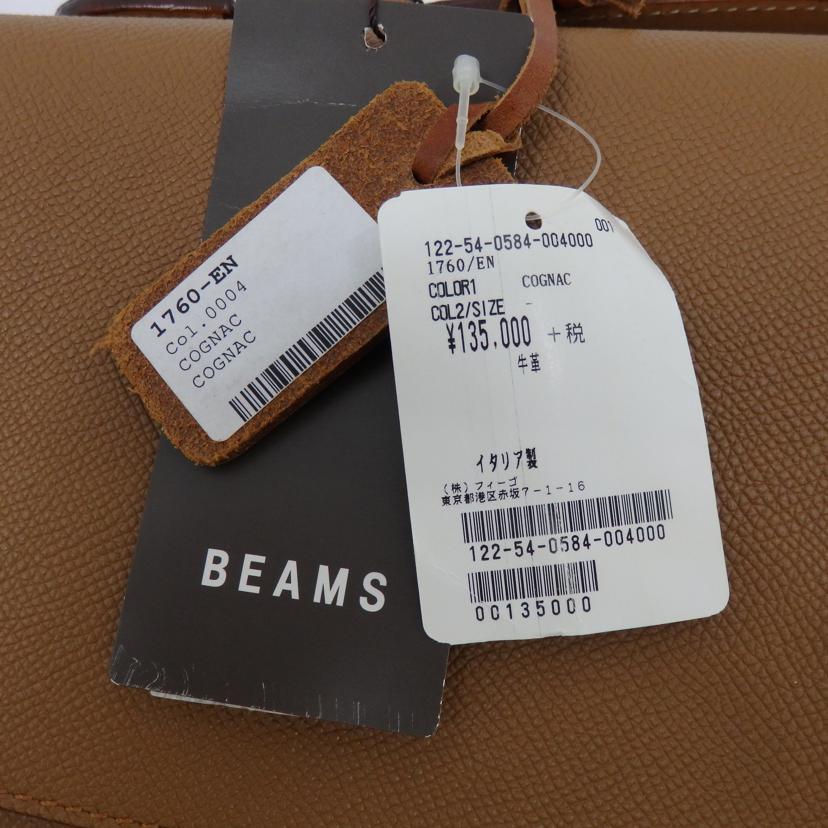 1760-EN
Col.0004
COGNAC
COGNAC
BEAMS
001
122-54-0584-004000
1760/EN
COLOR1 COGNAC
COL2/SIZE -
¥135,000 +税
牛革
イタリア製
(株)フィーゴ
東京都港区赤坂7-1-16
122-54-0584-004000
00135000